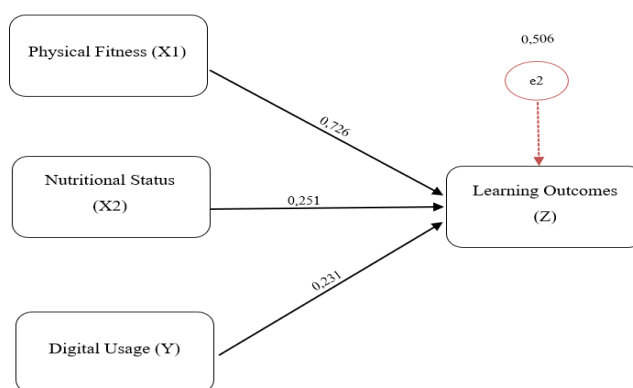 Physical Fitness (X1)
0,506
e2
0,726
Nutritional Status
(X2)
0,251
Learning Outcomes
(Z)
0,231
Digital Usage (Y)